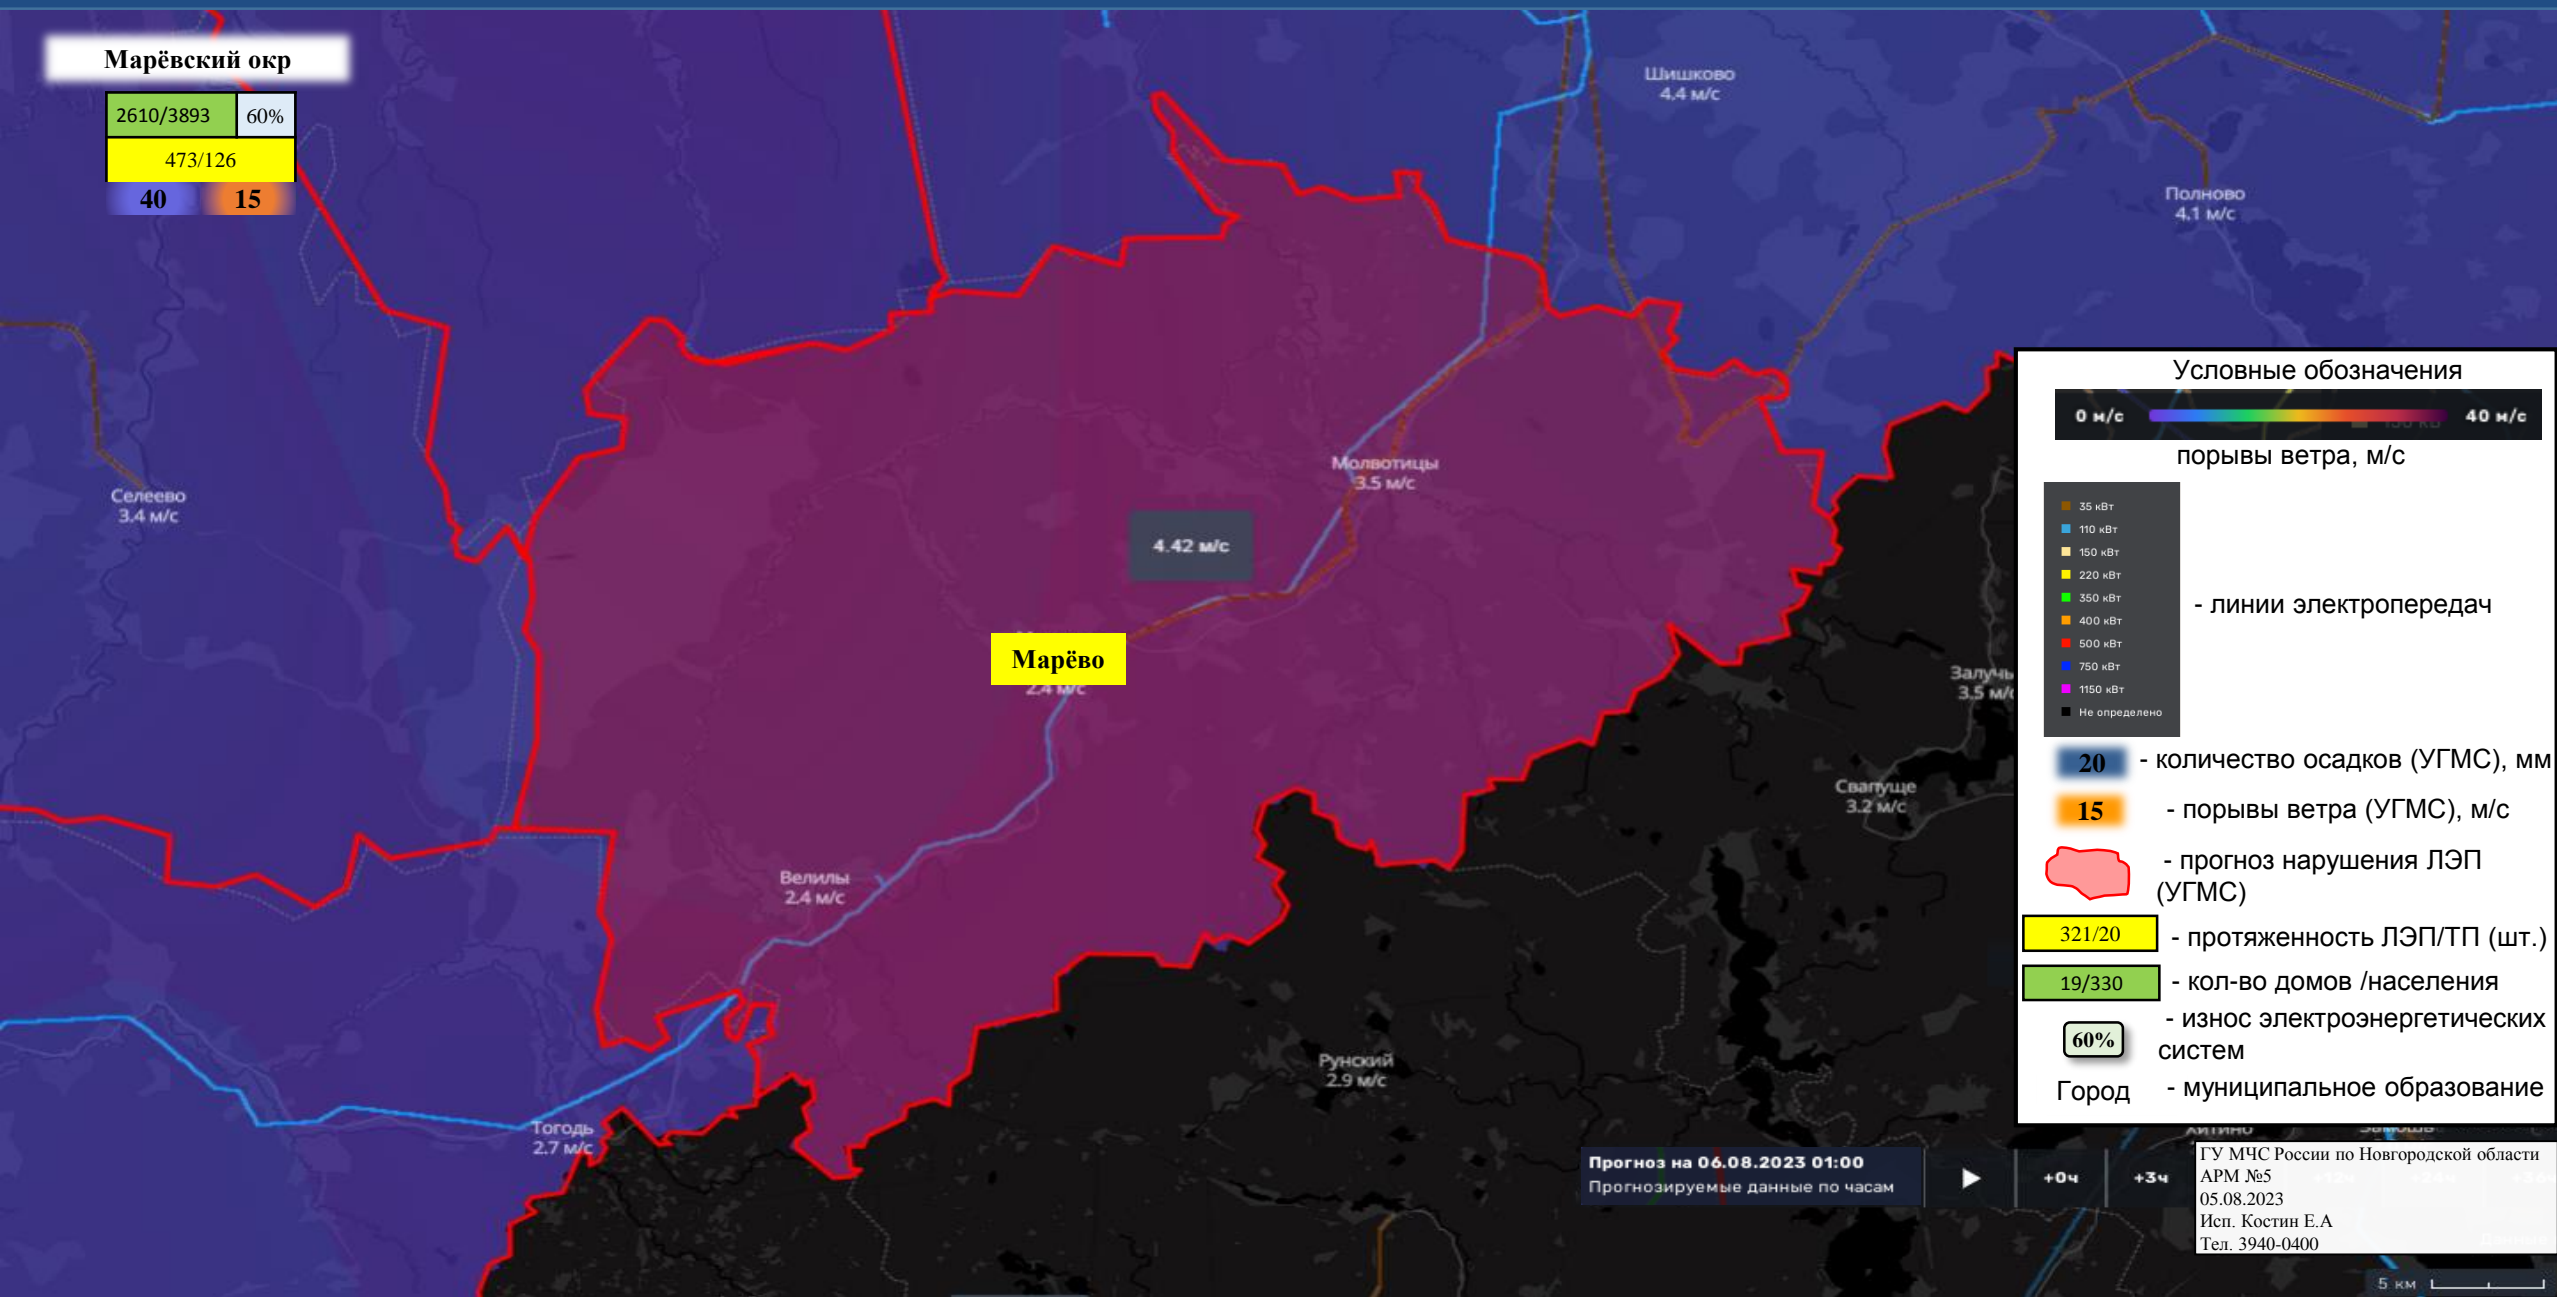 Марёвский окр
2610/3893 60%
473/126
40 15
Шишково
4.4 м/с
Полново
4.1 м/с
Селеево
3.4 м/с
Молвотицы
3.5 м/с
4.42 м/с
Марёво
2.4 м/с
Велилы
2.4 м/с
Тогодь
2.7 м/с
Рунский
2.9 м/с
Свапуще
3.2 м/с
Залучь
3.5 м/с
Условные обозначения
0 м/с 40 м/с
порывы ветра, м/с
35 кВт
110 кВт
150 кВт
220 кВт
350 кВт
400 кВт
500 кВт
750 кВт
1150 кВт
Не определено
- линии электропередач
20 - количество осадков (УГМС), мм
15 - порывы ветра (УГМС), м/с
- прогноз нарушения ЛЭП
(УГМС)
321/20 - протяженность ЛЭП/ТП (шт.)
19/330 - кол-во домов /населения
60% - износ электроэнергетических
систем
Город - муниципальное образование
Прогноз на 06.08.2023 01:00
Прогнозируемые данные по часам
+0ч +3ч
ГУ МЧС России по Новгородской области
АРМ №5
05.08.2023
Исп. Костин Е.А
Тел. 3940-0400
5 км